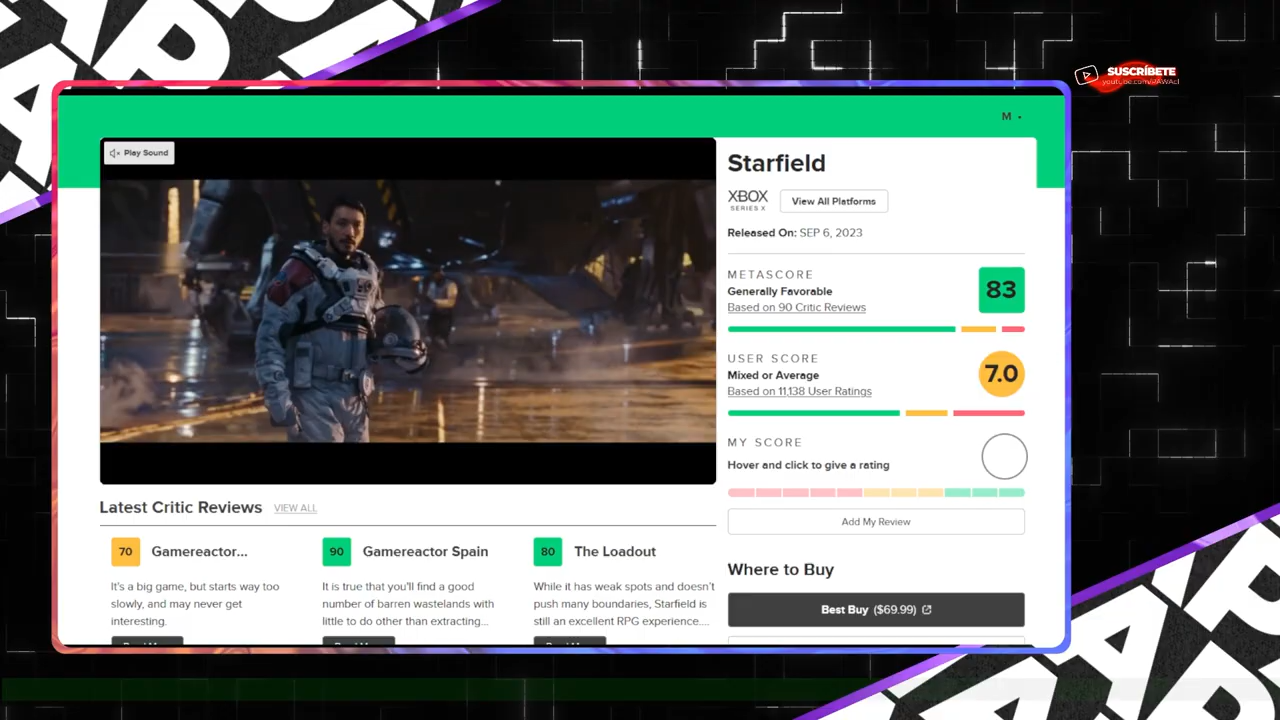 SUSCRÍBETE
youtube.com/RAWAcl
M
Play Sound
Starfield
XBOX
SERIES X
View All Platforms
Released On: SEP 6, 2023
METASCORE
Generally Favorable
83
Based on 90 Critic Reviews
USER SCORE
Mixed or Average
7.0
Based on 11,138 User Ratings
MY SCORE
Hover and click to give a rating
Add My Review
Where to Buy
Best Buy ($69.99)
Latest Critic Reviews VIEW ALL
70 Gamereactor...
It's a big game, but starts way too
slowly, and may never get
interesting.
90 Gamereactor Spain
It is true that you'll find a good
number of barren wastelands with
little to do other than extracting...
80 The Loadout
While it has weak spots and doesn't
push many boundaries, Starfield is
still an excellent RPG experience....